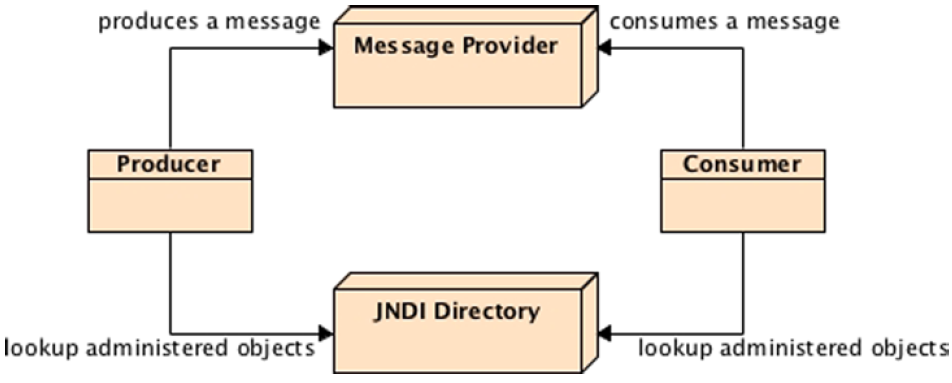 produces a message
consumes a message
Message Provider
Producer
Consumer
JNDI Directory
lookup administered objects
lookup administered objects